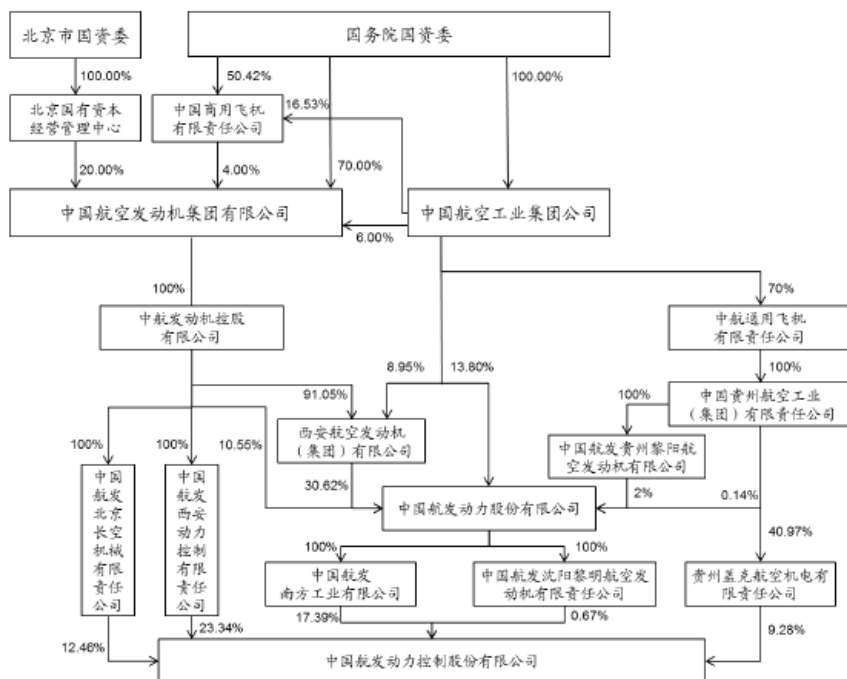 北京市国资委
国务院国资委
100.00%
50.42%
100.00%
16.53%
北京国有资本
经营管理中心
中国商用飞机
有限责任公司
20.00%
4.00%
70.00%
中国航空发动机集团有限公司
中国航空工业集团公司
6.00%
100%
70%
中航发动机控股
有限公司
中航通用飞机
有限责任公司
8.95%
13.80%
100%
91.05%
100%
中国贵州航空工业
（集团）有限责任公司
西安航空发动机
（集团）有限公司
中国航发贵州黎阳航
空发动机有限公司
100%
100%
10.55%
30.62%
2%
0.14%
中国航发北京长空机械有限责任公司
中国航发西安动力控制有限责任公司
中国航发动力股份有限公司
40.97%
100%
100%
中国航发
南方工业有限公司
中国航发沈阳黎明航空发
动机有限责任公司
贵州盖克航空机电有
限责任公司
17.39%
0.67%
12.46%
23.34%
9.28%
中国航发动力控制股份有限公司